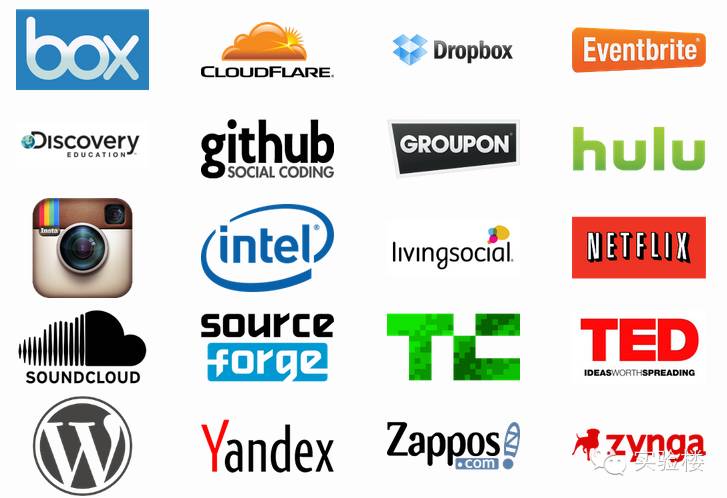 box
CLOUDFLARE®
Dropbox
Eventbrite®
Discovery
EDUCATION™
github
SOCIAL CODING
GROUPON®
hulu
Insta
intel®
livingsocial®
NETFLIX
SOUNDCLOUD
source
forge
TC
TED
IDEAS WORTH SPREADING
W
Yandex
Zappos
.com®
zynga
实验楼